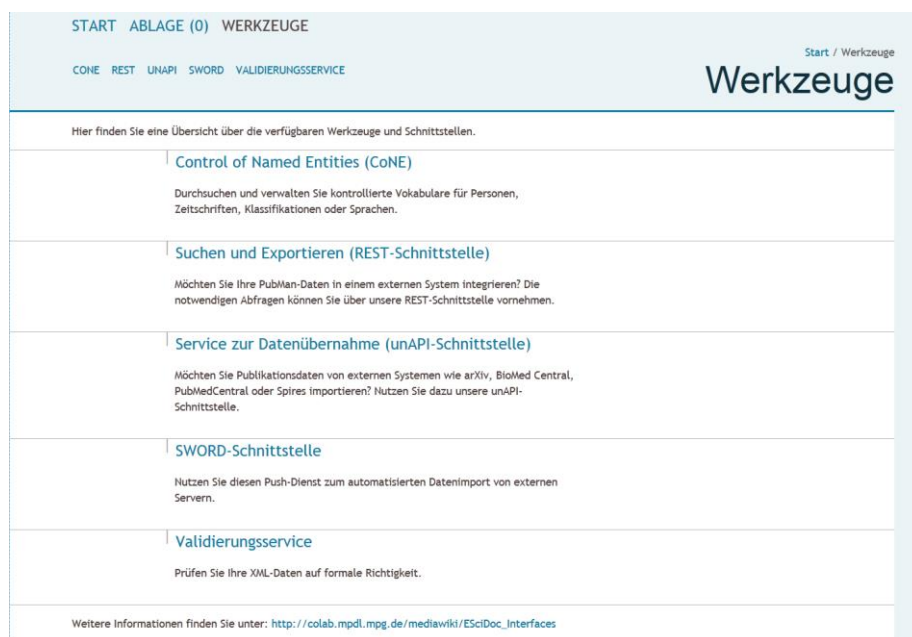 START ABLAGE (0) WERKZEUGE
Start / Werkzeuge
CONE REST UNAPI SWORD VALIDIERUNGSSERVICE
Werkzeuge
Hier finden Sie eine Übersicht über die verfügbaren Werkzeuge und Schnittstellen.
Control of Named Entities (CoNE)
Durchsuchen und verwalten Sie kontrollierte Vokabulare für Personen,
Zeitschriften, Klassifikationen oder Sprachen.
Suchen und Exportieren (REST-Schnittstelle)
Möchten Sie Ihre PubMan-Daten in einem externen System integrieren? Die
notwendigen Abfragen können Sie über unsere REST-Schnittstelle vornehmen.
Service zur Datenübernahme (unAPI-Schnittstelle)
Möchten Sie Publikationsdaten von externen Systemen wie arXiv, BioMed Central,
PubMedCentral oder Spires importieren? Nutzen Sie dazu unsere unAPI-
Schnittstelle.
SWORD-Schnittstelle
Nutzen Sie diesen Push-Dienst zum automatisierten Datenimport von externen
Servern.
Validierungsservice
Prüfen Sie Ihre XML-Daten auf formale Richtigkeit.
Weitere Informationen finden Sie unter: http://colab.mpdl.mpg.de/mediawiki/ESciDoc_Interfaces